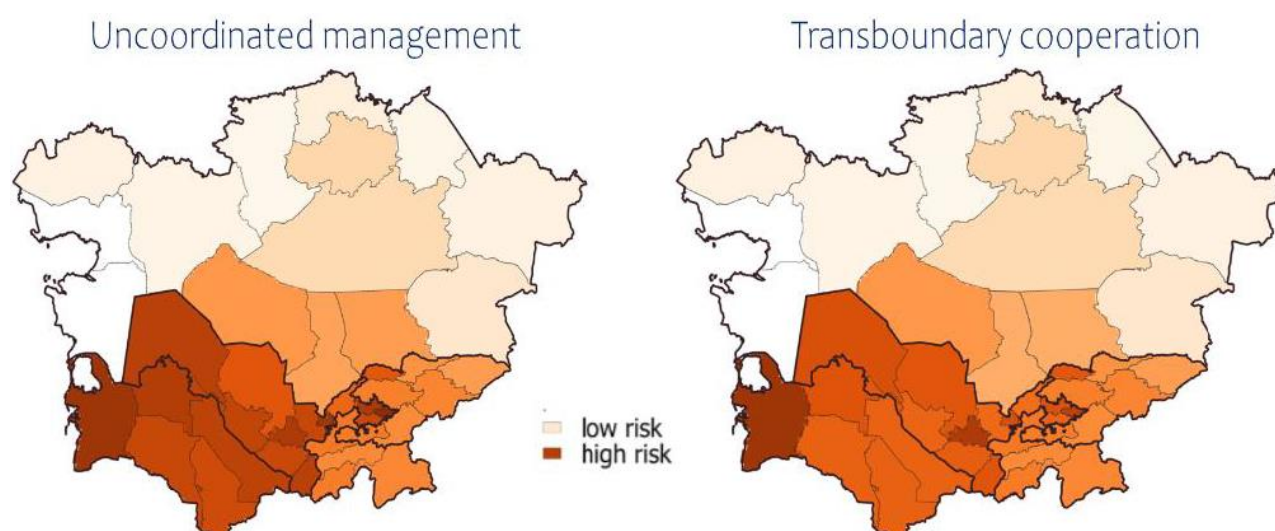 Uncoordinated management
Transboundary cooperation
low risk
high risk